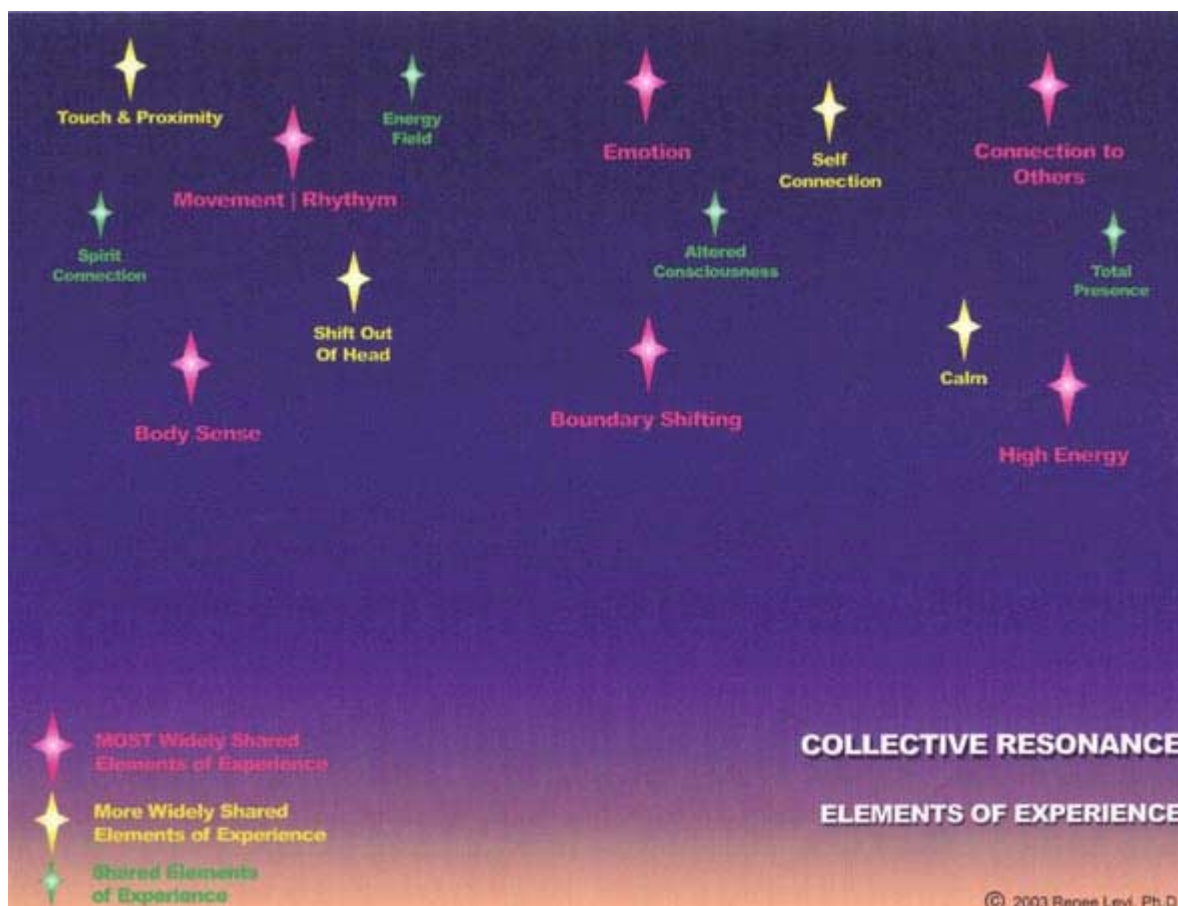 Touch & Proximity
Energy
Field
Movement | Rhythym
Emotion
Self
Connection
Connection to
Others
Spirit
Connection
Altered
Consciousness
Total
Presence
Shift Out
Of Head
Calm
Body Sense
Boundary Shifting
High Energy
MOST Widely Shared
Elements of Experience
More Widely Shared
Elements of Experience
Shared Elements
of Experience
COLLECTIVE RESONANCE
ELEMENTS OF EXPERIENCE
© 2003 Renee Levi, Ph.D.